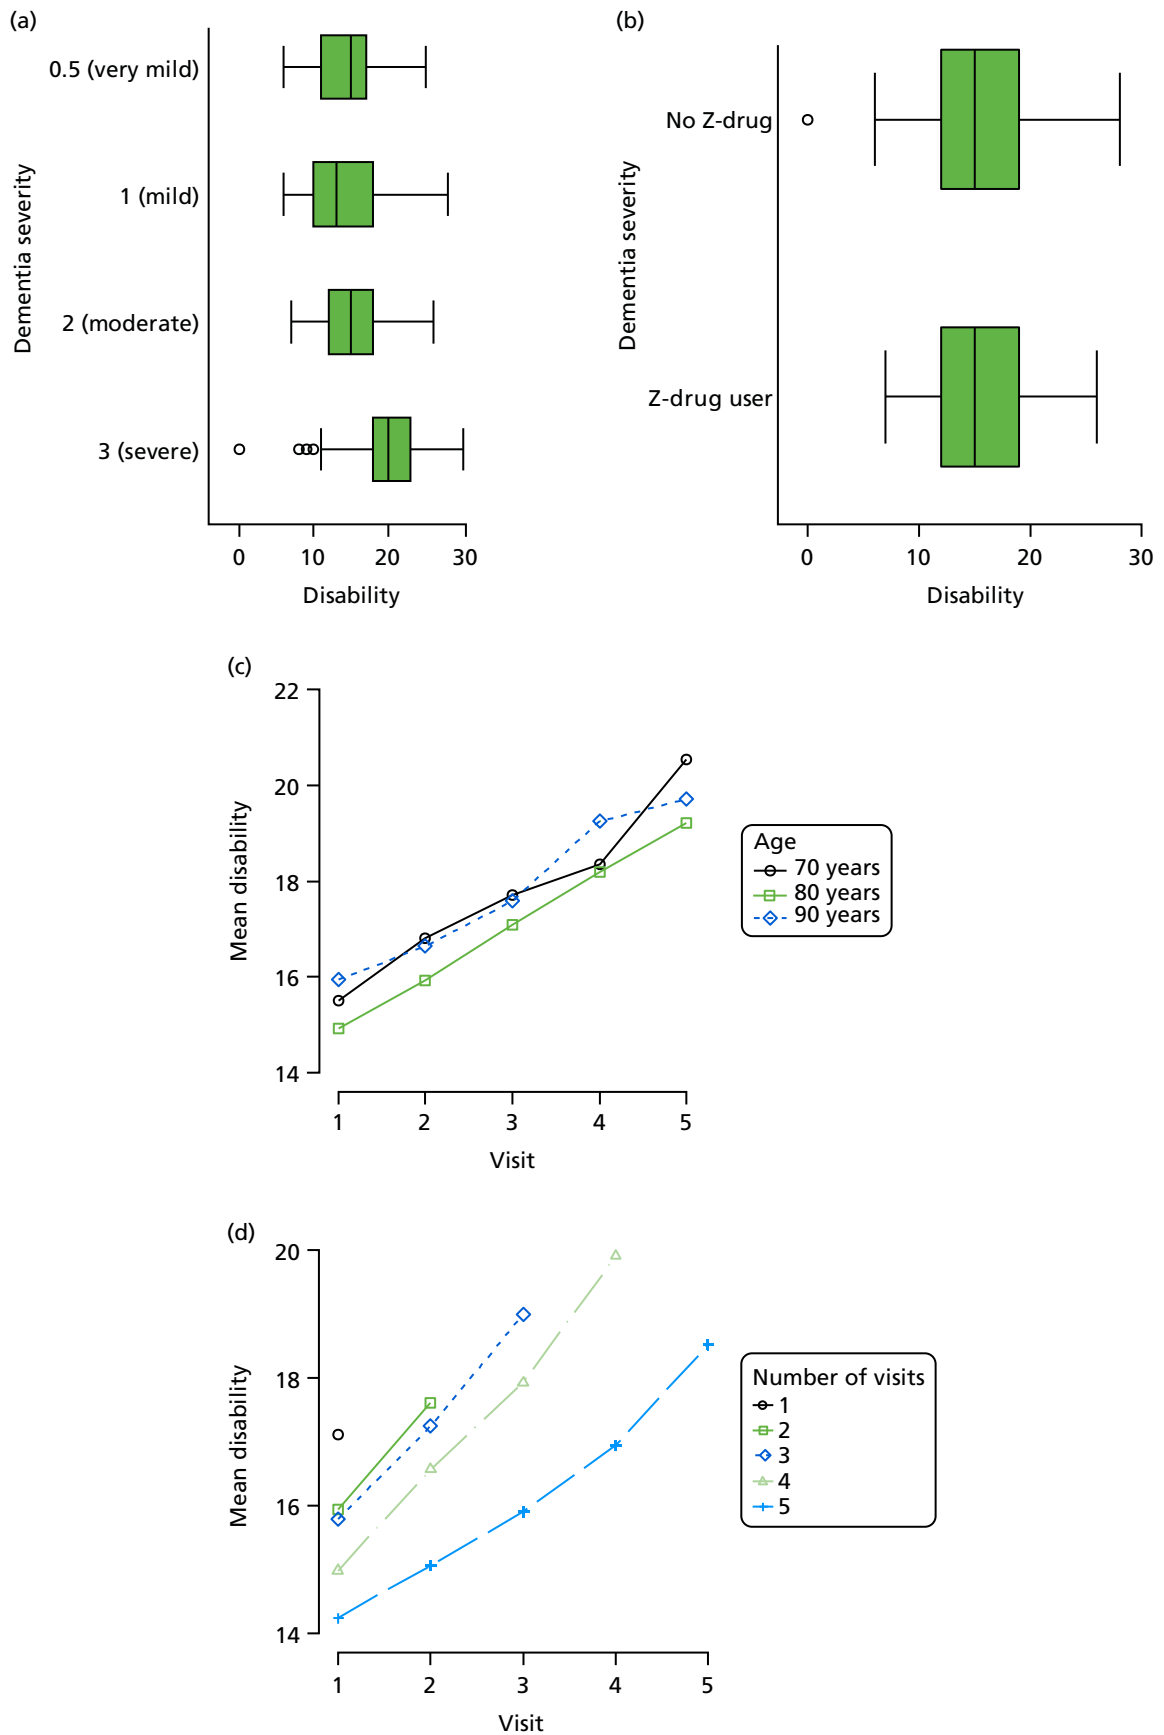 (a)
Dementia severity
0.5 (very mild)
1 (mild)
2 (moderate)
3 (severe)
0 10 20 30
Disability
(b)
Dementia severity
No Z-drug
Z-drug user
0 10 20 30
Disability
(c)
Mean disability
22
20
18
16
14
1 2 3 4 5
Visit
Age
70 years
80 years
90 years
(d)
Mean disability
20
18
16
14
1 2 3 4 5
Visit
Number of visits
1
2
3
4
5